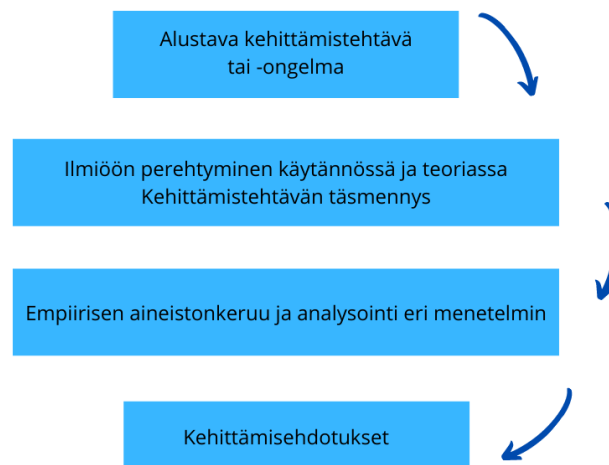 Alustava kehittämistehtävä
tai -ongelma
Ilmiöön perehtyminen käytännössä ja teoriassa
Kehittämistehtävän täsmennys
Empiirisen aineistonkeruu ja analysointi eri menetelmin
Kehittämisehdotukset